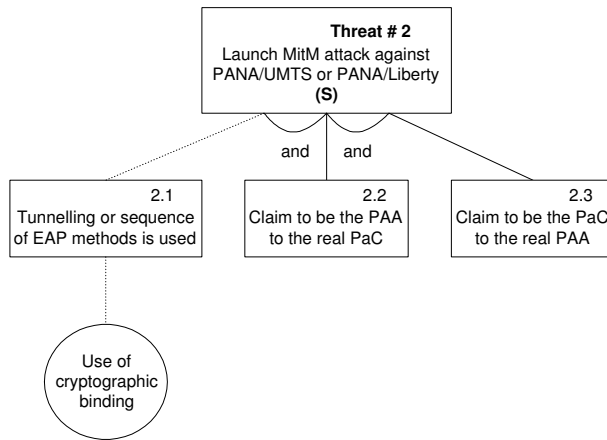 Threat # 2
Launch MitM attack against
PANA/UMTS or PANA/Liberty
(S)
and
and
2.1
Tunnelling or sequence
of EAP methods is used
2.2
Claim to be the PAA
to the real PaC
2.3
Claim to be the PaC
to the real PAA
Use of
cryptographic
binding